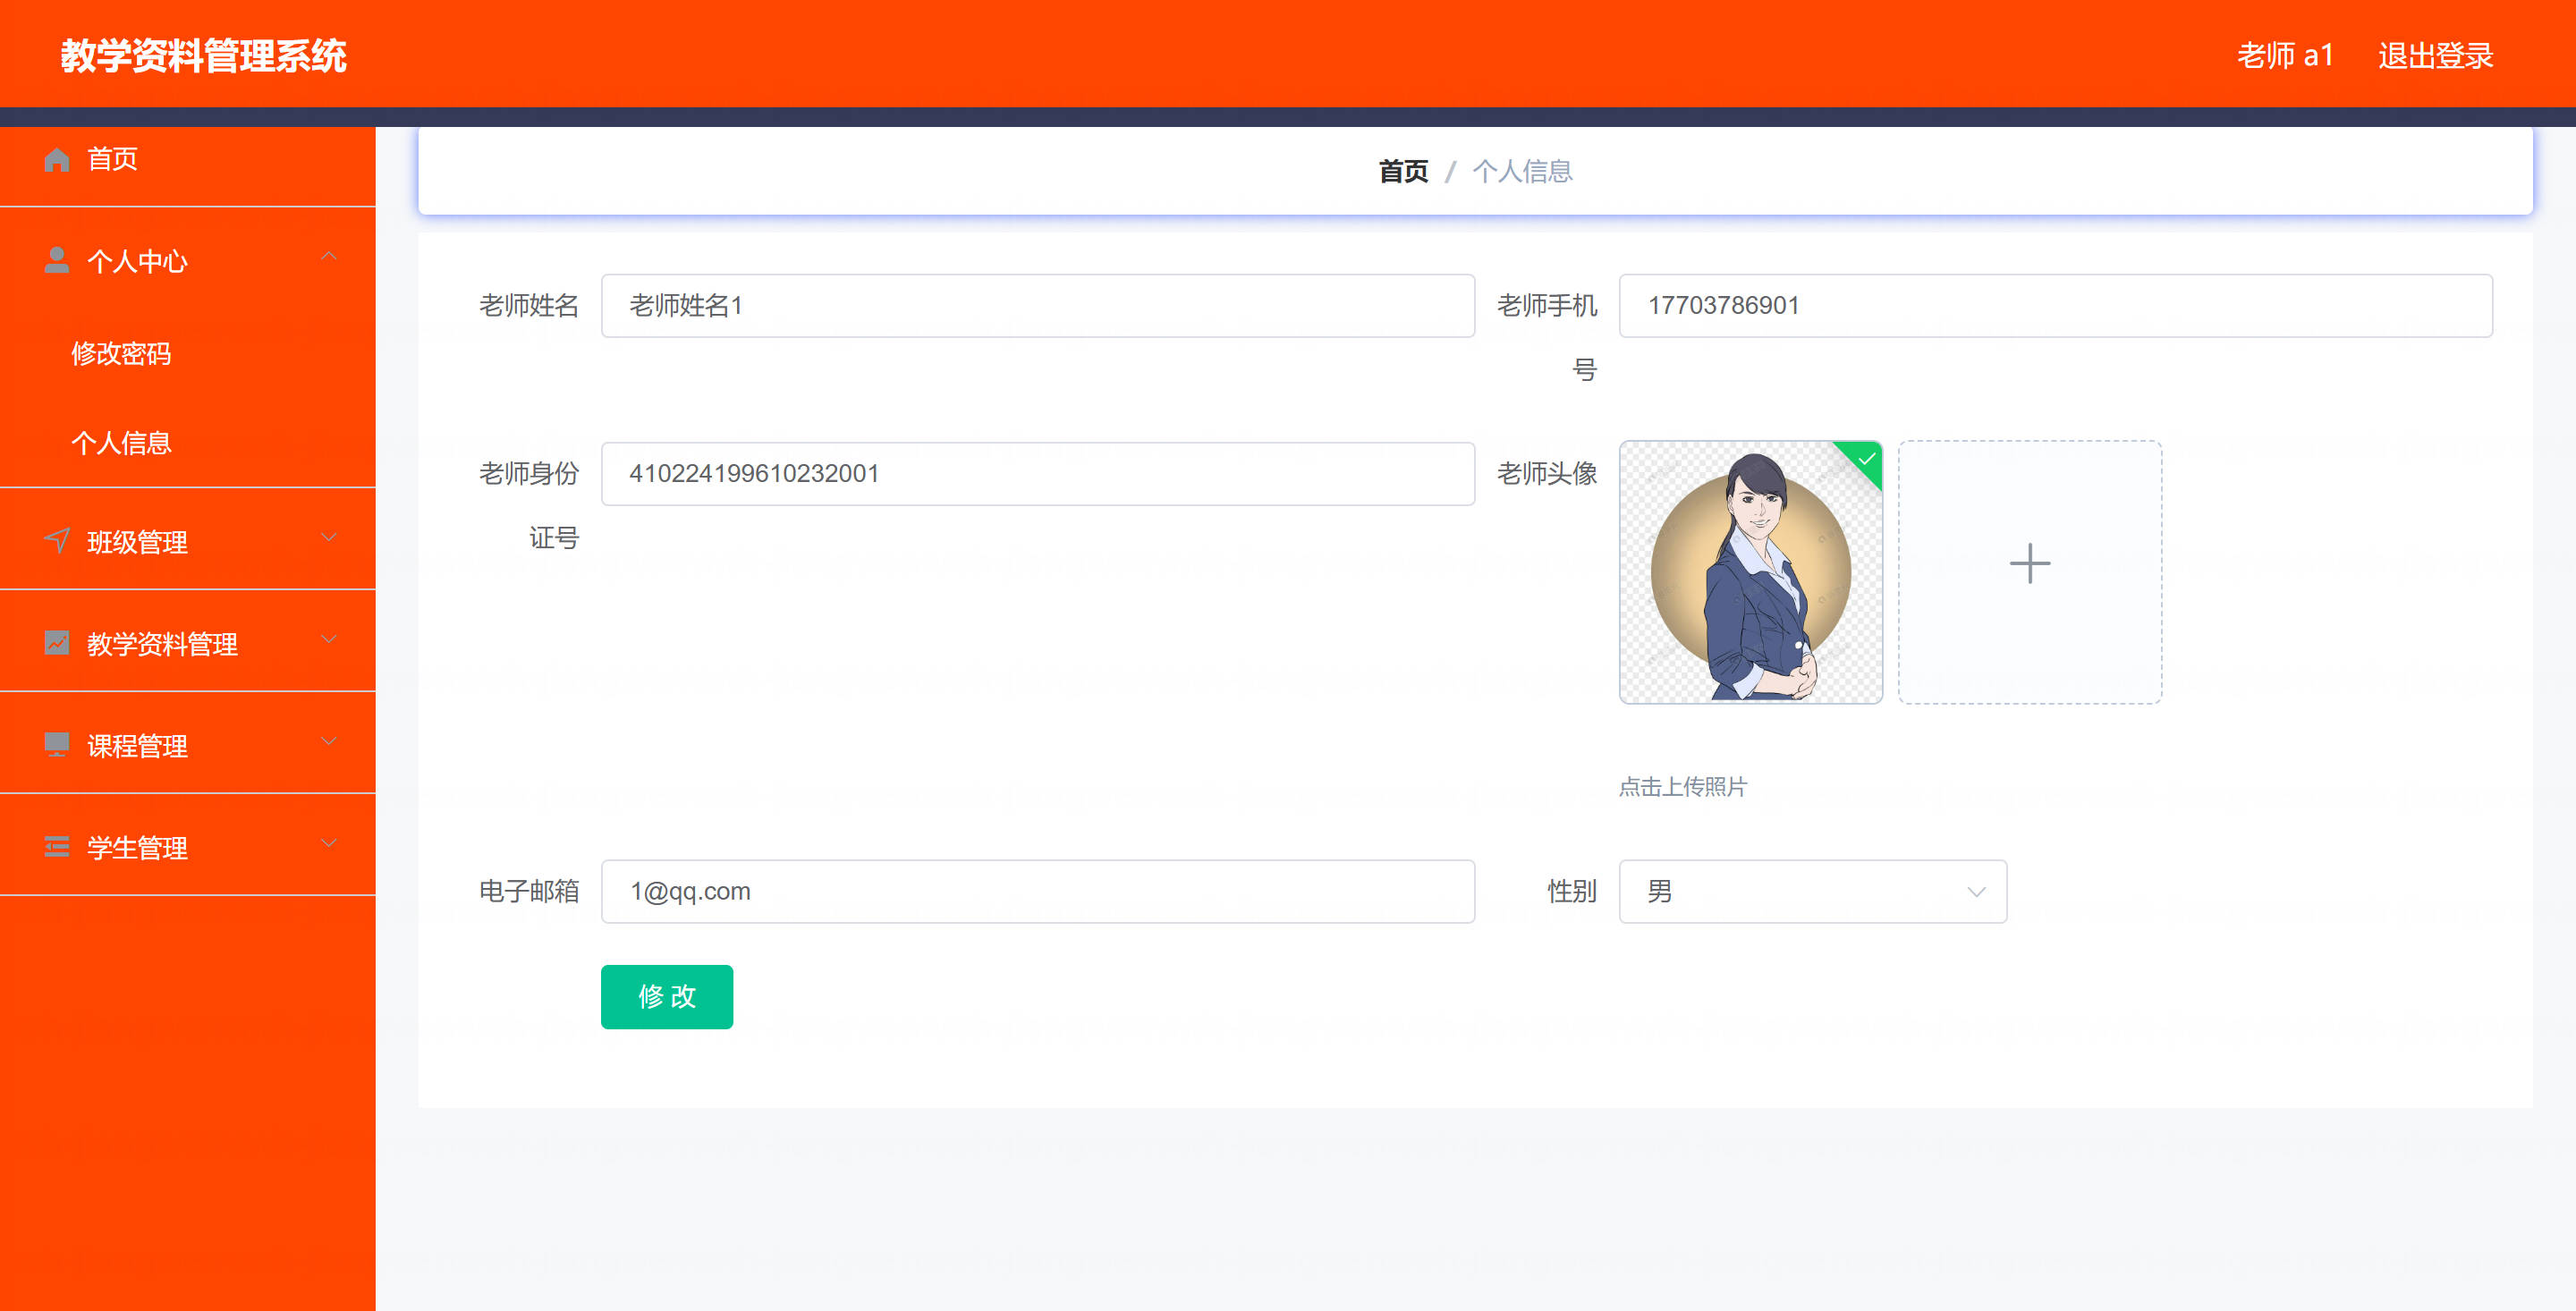 教学资料管理系统
老师 a1
退出登录
首页
个人中心
修改密码
个人信息
班级管理
教学资料管理
课程管理
学生管理
首页 / 个人信息
老师姓名
老师姓名1
老师手机
号
17703786901
老师身份
证号
410224199610232001
老师头像
点击上传照片
电子邮箱
1@qq.com
性别
男
修 改